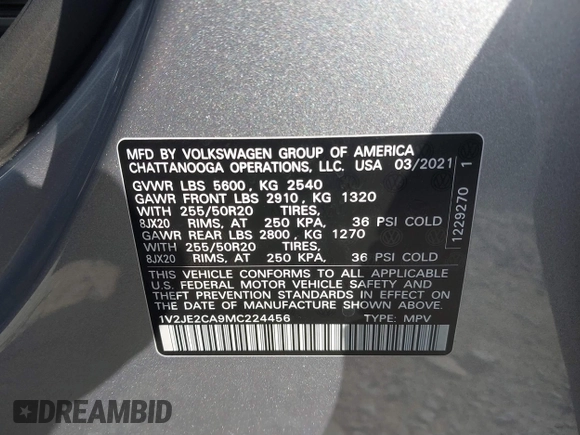 MFD BY VOLKSWAGEN GROUP OF AMERICA
CHATTANOOGA OPERATIONS, LLC. USA 03/2021
GVWR LBS 5600, KG 2540
GAWR FRONT LBS 2910, KG 1320
WITH 255/50R20 TIRES,
8JX20 RIMS, AT 250 KPA, 36 PSI COLD
GAWR REAR LBS 2800, KG 1270
WITH 255/50R20 TIRES,
8JX20 RIMS, AT 250 KPA, 36 PSI COLD
THIS VEHICLE CONFORMS TO ALL APPLICABLE
U.S. FEDERAL MOTOR VEHICLE SAFETY AND
THEFT PREVENTION STANDARDS IN EFFECT ON
THE DATE OF MANUFACTURE SHOWN ABOVE.
1V2JE2CA9MC224456 TYPE: MPV
1229270 1
DREAMBID